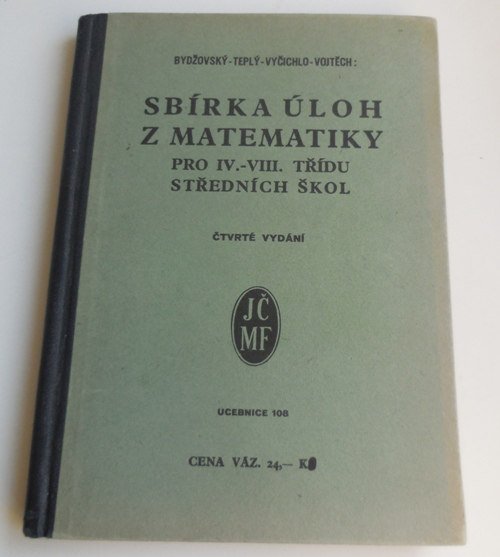 BYDŽOVSKÝ-TEPLÝ-VYČICHLO-VOJTĚCH:
SBÍRKA ÚLOH
Z MATEMATIKY
PRO IV.-VIII. TŘÍDU
STŘEDNÍCH ŠKOL
ČTVRTÉ VYDÁNÍ
JČ
MF
UCEBNICE 108
CENA VÁZ. 24,— K